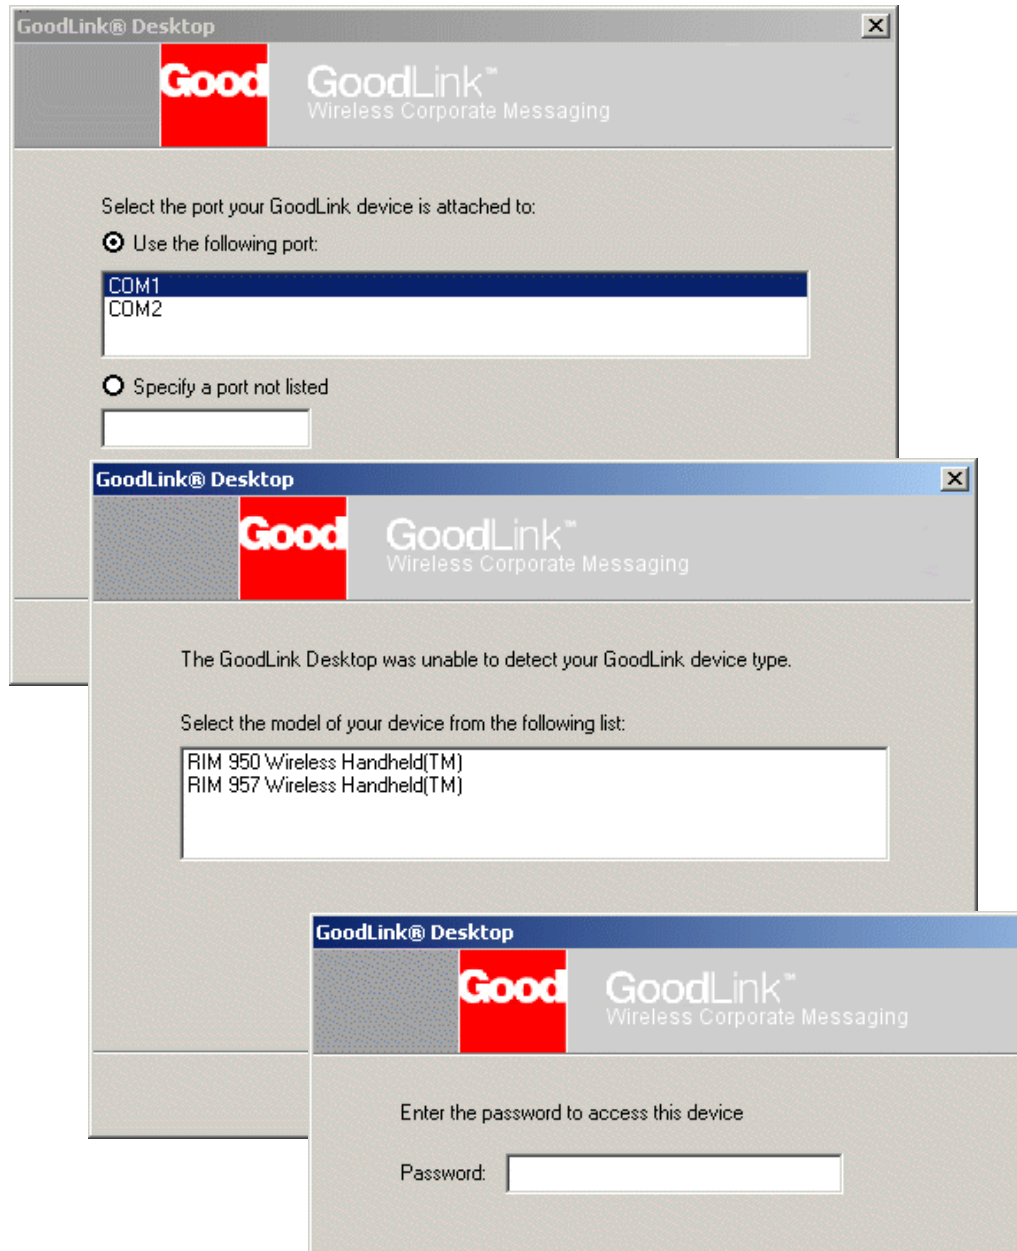 GoodLink® Desktop
Good
GoodLink™
Wireless Corporate Messaging
Select the port your GoodLink device is attached to:
Use the following port:
COM1
COM2
Specify a port not listed
GoodLink® Desktop
Good
GoodLink™
Wireless Corporate Messaging
The GoodLink Desktop was unable to detect your GoodLink device type.
Select the model of your device from the following list:
RIM 950 Wireless Handheld(TM)
RIM 957 Wireless Handheld(TM)
GoodLink® Desktop
Good
GoodLink™
Wireless Corporate Messaging
Enter the password to access this device
Password: